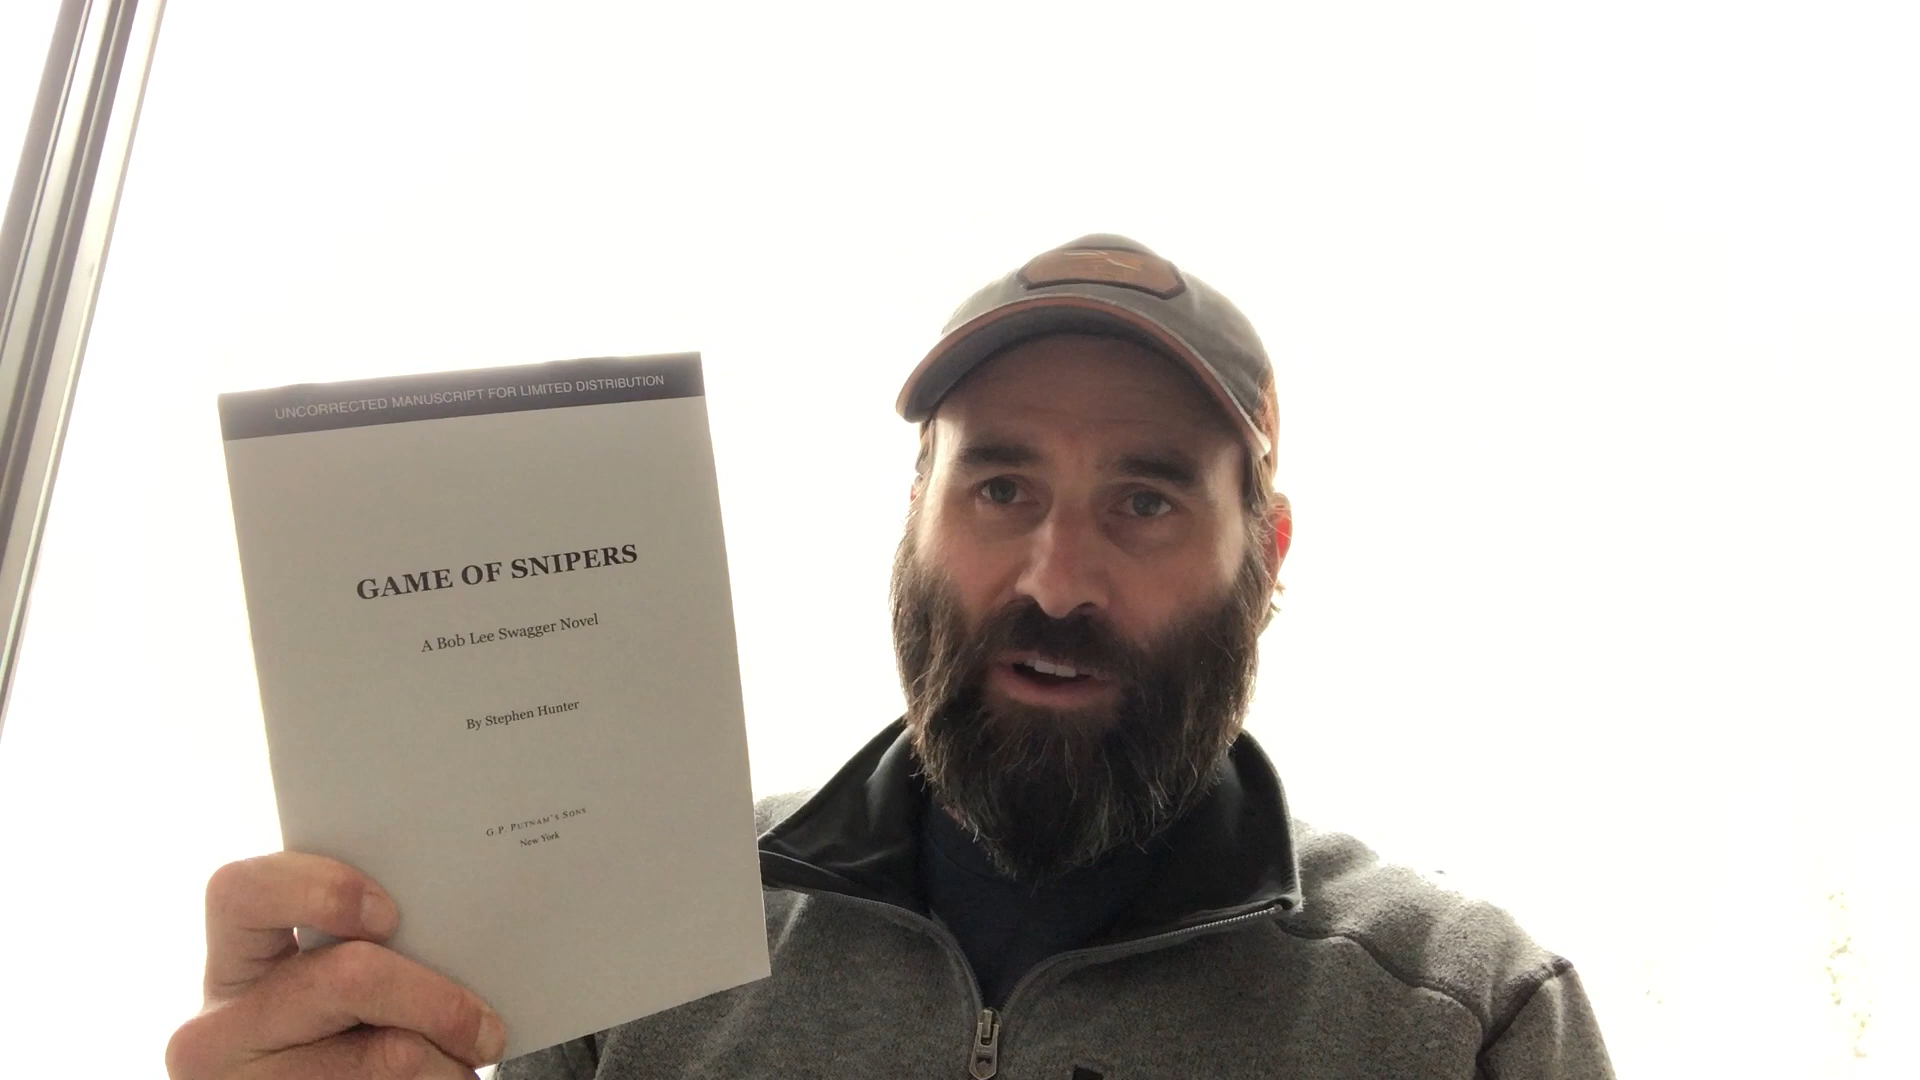 UNCORRECTED MANUSCRIPT FOR LIMITED DISTRIBUTION
GAME OF SNIPERS
A Bob Lee Swagger Novel
By Stephen Hunter
G.P. PUTNAM'S SONS
New York